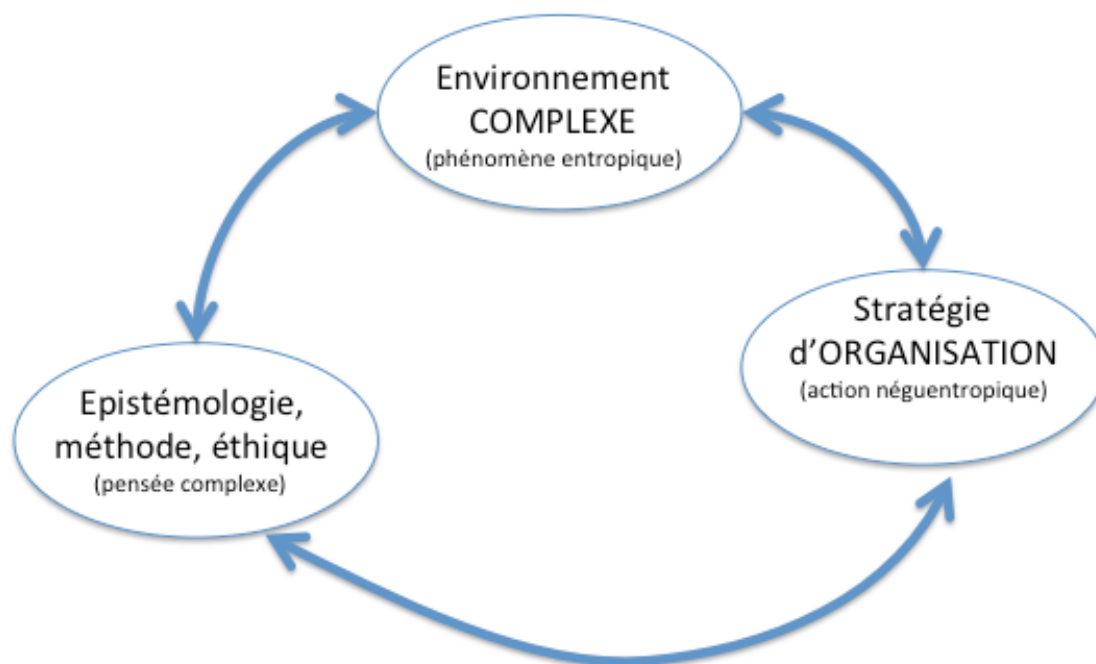 Environnement
COMPLEXE
(phénomène entropique)
Stratégie
d’ORGANISATION
(action néguentropique)
Epistémologie,
méthode, éthique
(pensée complexe)